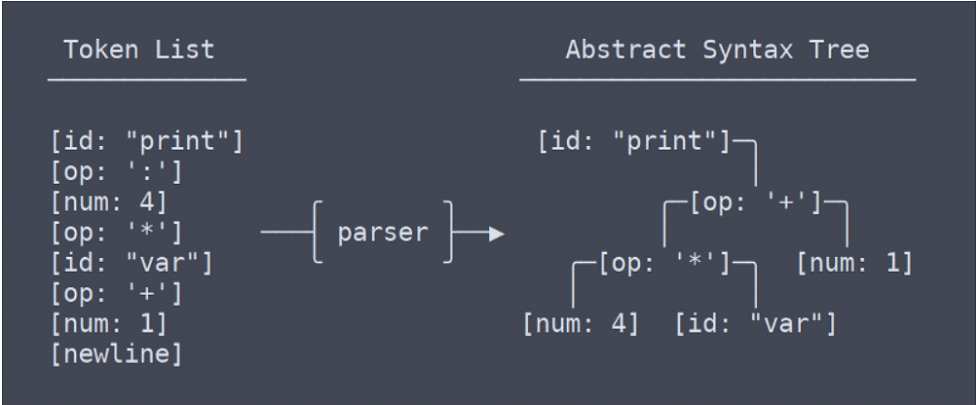 Token List
Abstract Syntax Tree
[id: "print"]
[op: ':']
[num: 4]
[op: '*']
[id: "var"]
[op: '+']
[num: 1]
[newline]
parser
[id: "print"]
[op: '+']
[op: '*']
[num: 1]
[num: 4]
[id: "var"]